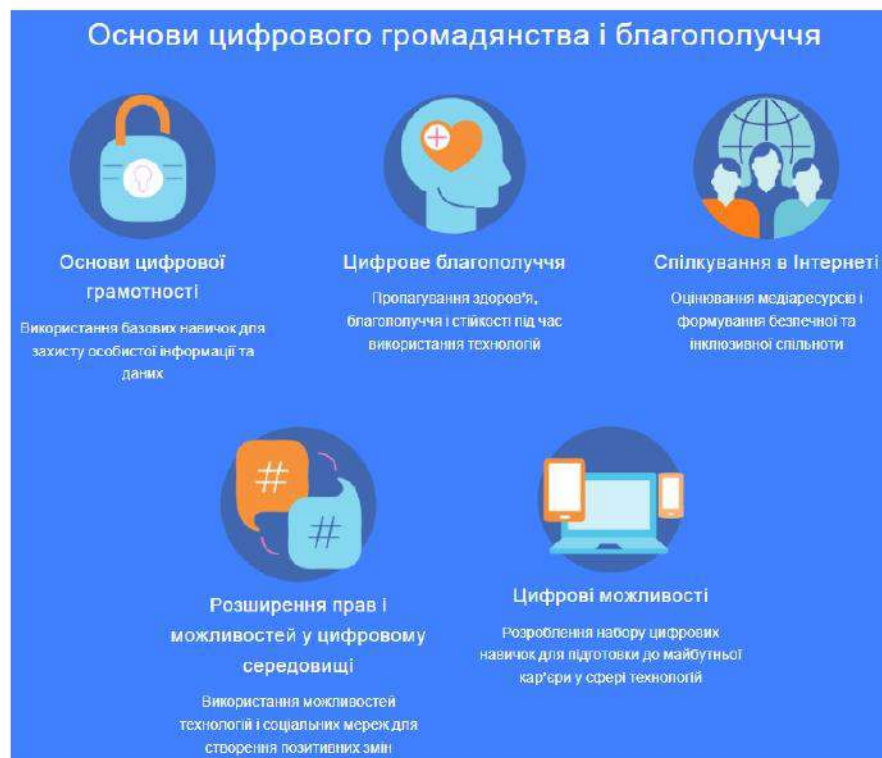 Основи цифрового громадянства і благополуччя
Основи цифрової
грамотності
Використання базових навичок для
захисту особистої інформації та
даних
Цифрове благополуччя
Пропагування здоров'я,
благополуччя і стійкості під час
використання технологій
Спілкування в Інтернеті
Оцінювання медіаресурсів і
формування безпечної та
інклюзивної спільноти
#
#
Розширення прав і
можливостей у цифровому
середовищі
Використання можливостей
технологій і соціальних мереж для
створення позитивних змін
Цифрові можливості
Розроблення набору цифрових
навичок для підготовки до майбутньої
кар'єри у сфері технологій